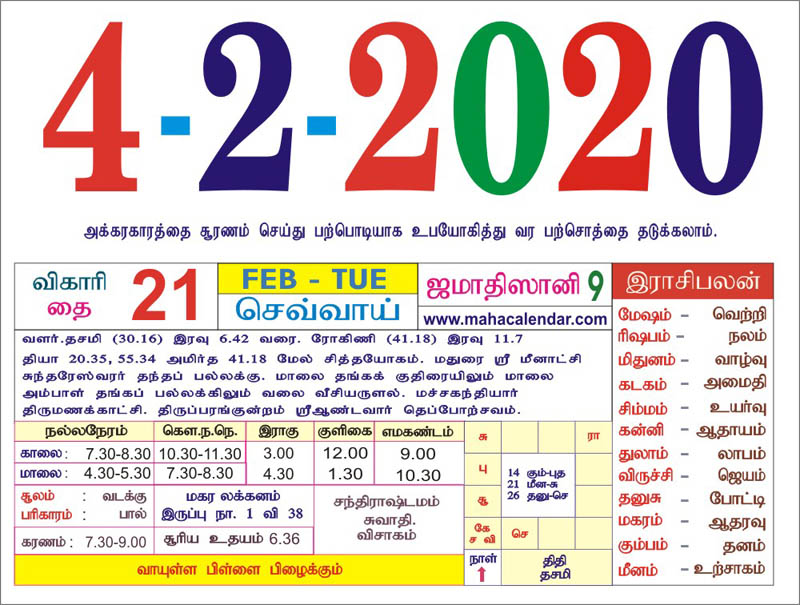 4-2-2020
அக்கரகாரத்தை சூரணம் செய்து பற்பொடியாக உபயோகித்து வர பற்சொத்தை தடுக்கலாம்.
விகாரி
தை
21
FEB - TUE
செவ்வாய்
ஜமாதிஸானி 9
www.mahacalendar.com
வளர்.தசமி (30.16) இரவு 6.42 வரை. ரோகிணி (41.18) இரவு 11.7
தியா 20.35, 55.34 அமிர்த 41.18 மேல் சித்தயோகம். மதுரை ஸ்ரீ மீனாட்சி
சுந்தரேஸ்வரர் தந்தப் பல்லக்கு. மாலை தங்கக் குதிரையிலும் மாலை
அம்பாள் தங்கப் பல்லக்கிலும் வலை வீசியருளல். மச்சகந்தியார்
திருமணக்காட்சி. திருப்பரங்குன்றம் ஸ்ரீஆண்டவார் தெப்போற்சவம்.
நல்லநேரம் கௌ.ந.நெ. இராகு குளிகை எமகண்டம்
காலை: 7.30-8.30 10.30-11.30 3.00 12.00 9.00
மாலை: 4.30-5.30 7.30-8.30 4.30 1.30 10.30
சூலம் : வடக்கு
பரிகாரம் : பால்
மகர லக்கனம்
இருப்பு நா. 1 வி 38
கரணம் : 7.30-9.00
சூரிய உதயம் 6.36
சந்திராஷ்டமம்
சுவாதி.
விசாகம்
வாயுள்ள பிள்ளை பிழைக்கும்
சு ரா
பு
சூ
14 கும்-புத
21 மீன-சு
26 தனு-செ
கே
ச வி
செ
நாள்
↑
திதி
தசமி
இராசிபலன்
மேஷம் – வெற்றி
ரிஷபம் – நலம்
மிதுனம் – வாழ்வு
கடகம் – அமைதி
சிம்மம் – உயர்வு
கன்னி – ஆதாயம்
துலாம் – லாபம்
விருச்சி – ஜெயம்
தனுசு – போட்டி
மகரம் – ஆதரவு
கும்பம் – தனம்
மீனம் – உற்சாகம்